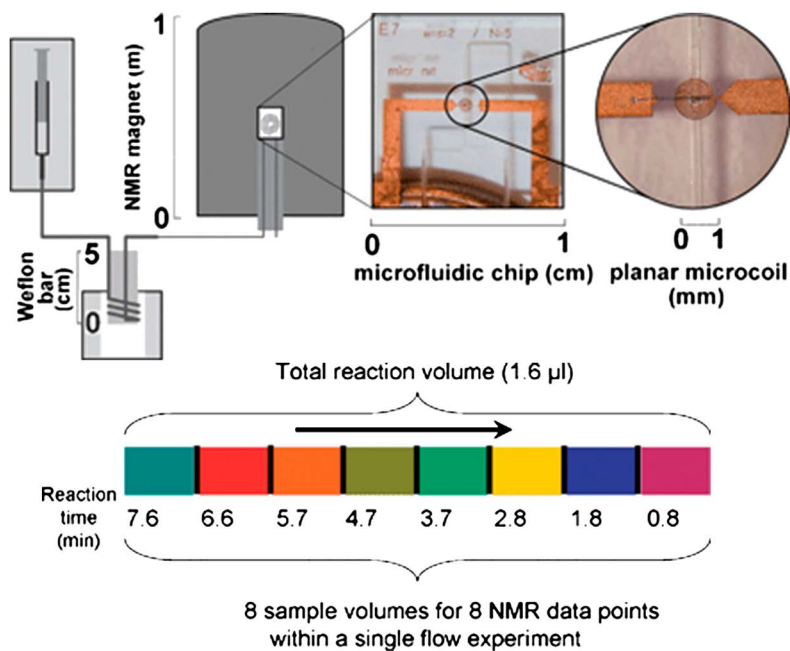 1
NMR magnet (m)
0
5
Weflon
bar
(cm)
0
E7
w=s=2 / N=5
0 1
microfluidic chip (cm)
0 1
planar microcoil
(mm)
Total reaction volume (1.6 µl)
Reaction
time
(min)
7.6 6.6 5.7 4.7 3.7 2.8 1.8 0.8
8 sample volumes for 8 NMR data points
within a single flow experiment